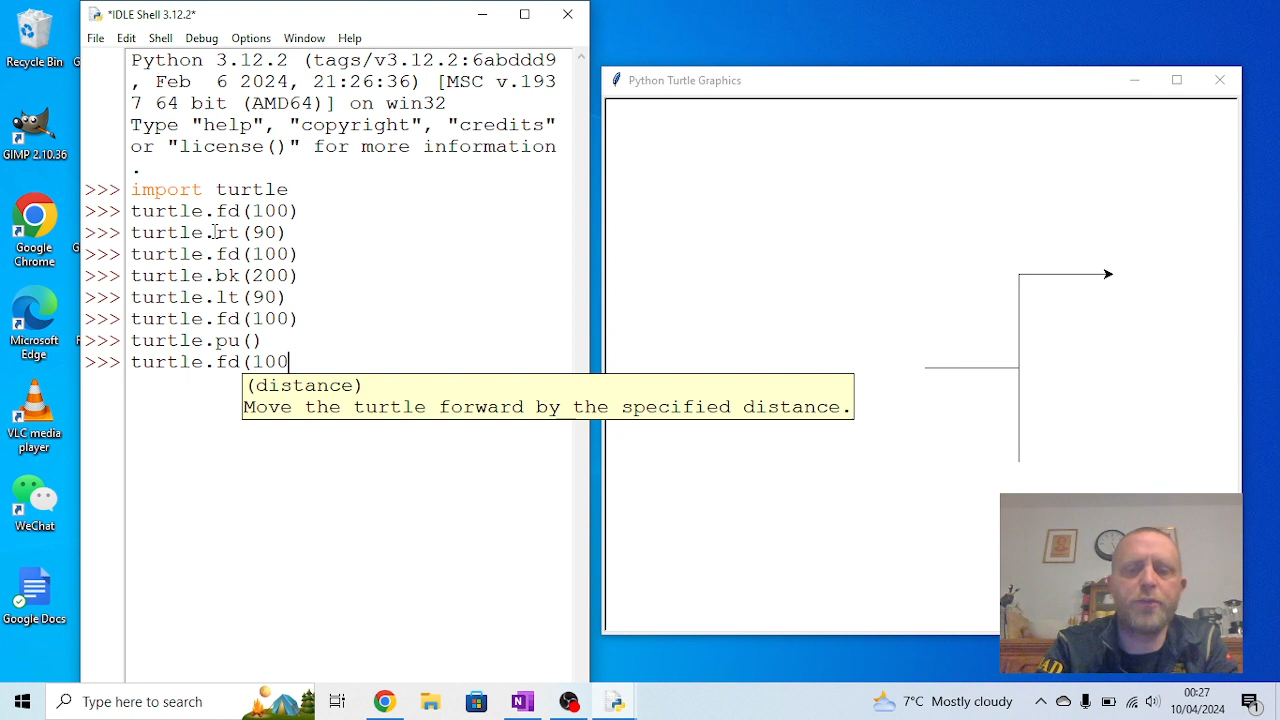 *IDLE Shell 3.12.2*
File Edit Shell Debug Options Window Help
Python 3.12.2 (tags/v3.12.2:6abddd9
, Feb  6 2024, 21:26:36) [MSC v.193
7 64 bit (AMD64)] on win32
Type "help", "copyright", "credits"
or "license()" for more information
.
>>> import turtle
>>> turtle.fd(100)
>>> turtle.rt(90)
>>> turtle.fd(100)
>>> turtle.bk(200)
>>> turtle.lt(90)
>>> turtle.fd(100)
>>> turtle.pu()
>>> turtle.fd(100
(distance)
Move the turtle forward by the specified distance.
Python Turtle Graphics
Recycle Bin
GIMP 2.10.36
Google
Chrome
Microsoft
Edge
VLC media
player
WeChat
Google Docs
Type here to search
7°C Mostly cloudy
00:27
10/04/2024
1